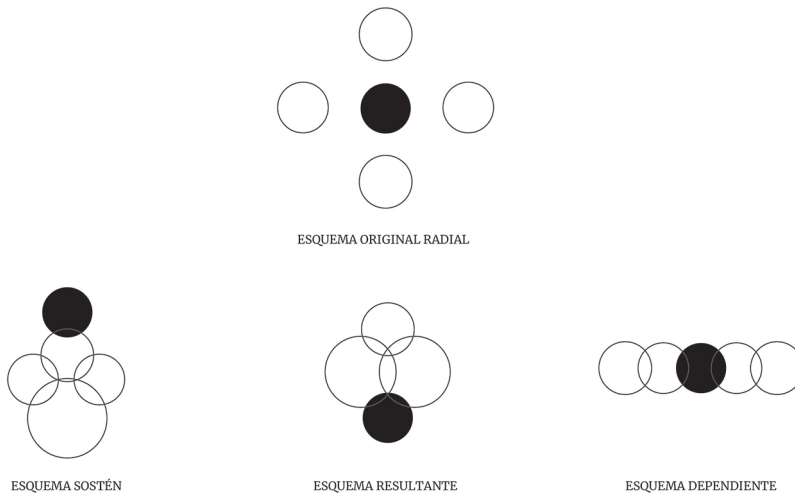 ESQUEMA ORIGINAL RADIAL
ESQUEMA SOSTÉN
ESQUEMA RESULTANTE
ESQUEMA DEPENDIENTE